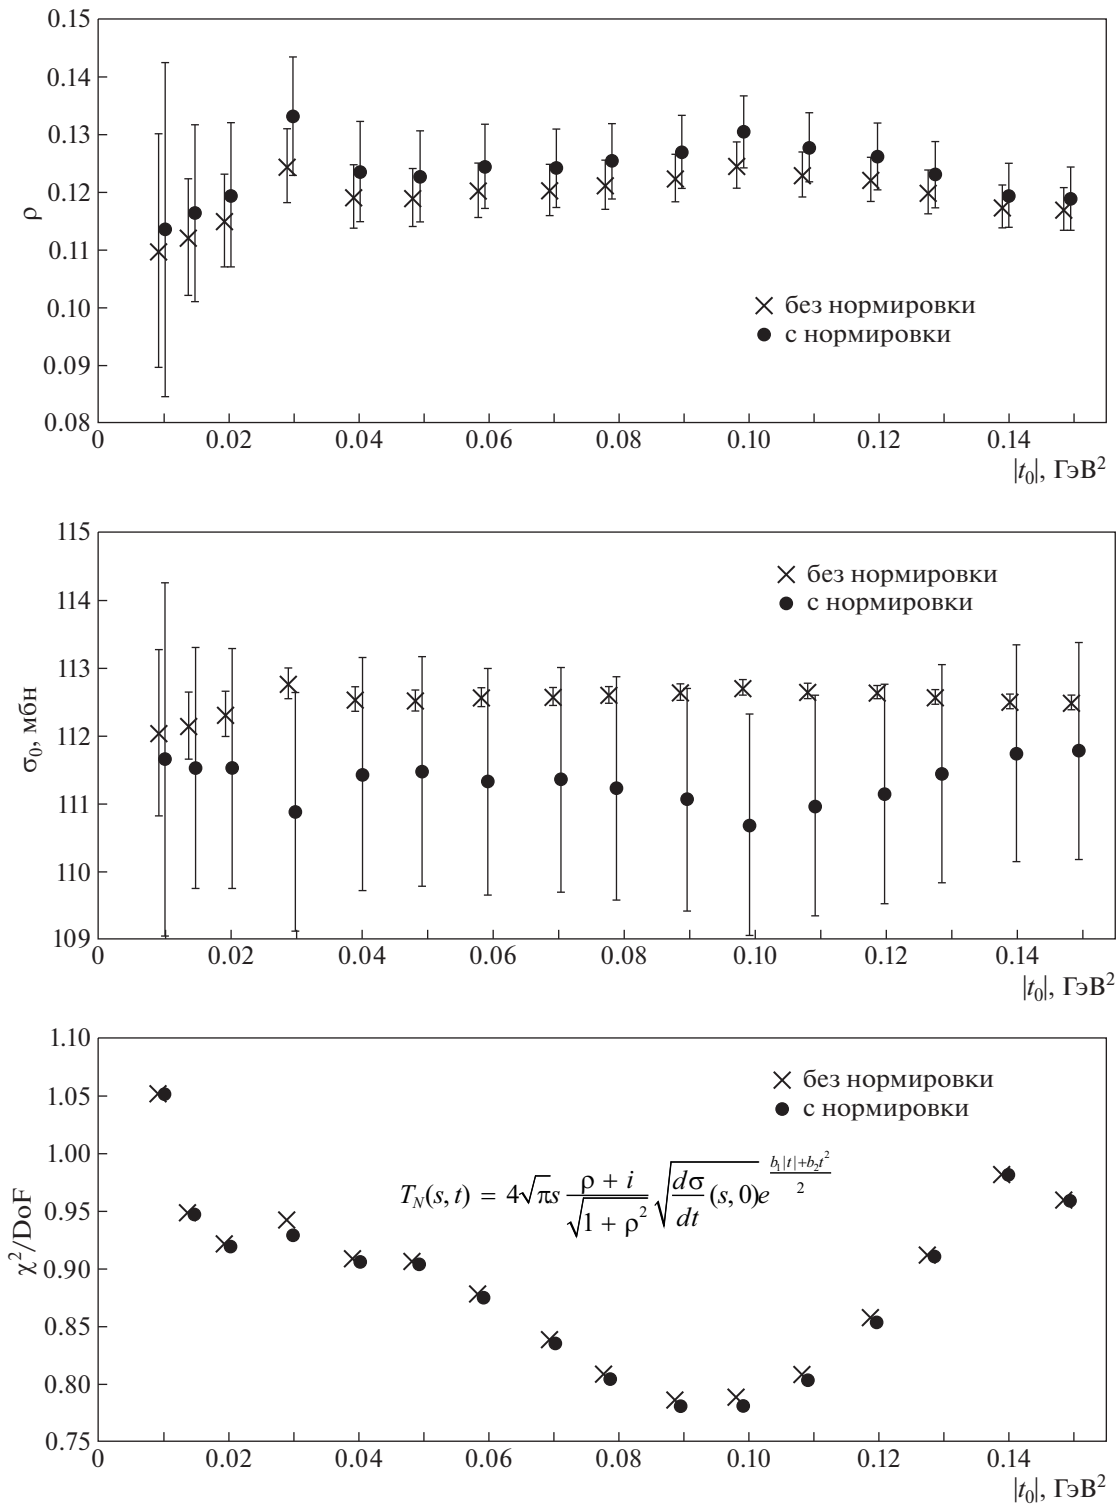 0.15
0.14
0.13
0.12
0.11
0.10
0.09
0.08
ρ
× без нормировки
● с нормировки
0 0.02 0.04 0.06 0.08 0.10 0.12 0.14
|t₀|, ГэВ²
115
114
113
112
111
110
109
σ₀, мбн
× без нормировки
● с нормировки
0 0.02 0.04 0.06 0.08 0.10 0.12 0.14
|t₀|, ГэВ²
1.10
1.05
1.00
0.95
0.90
0.85
0.80
0.75
χ²/DoF
× без нормировки
● с нормировки
T_N(s, t) = 4√πs (ρ + i)/√(1 + ρ²) √(dσ/dt (s, 0)) e^((b₁|t|+b₂t²)/2)
0 0.02 0.04 0.06 0.08 0.10 0.12 0.14
|t₀|, ГэВ²